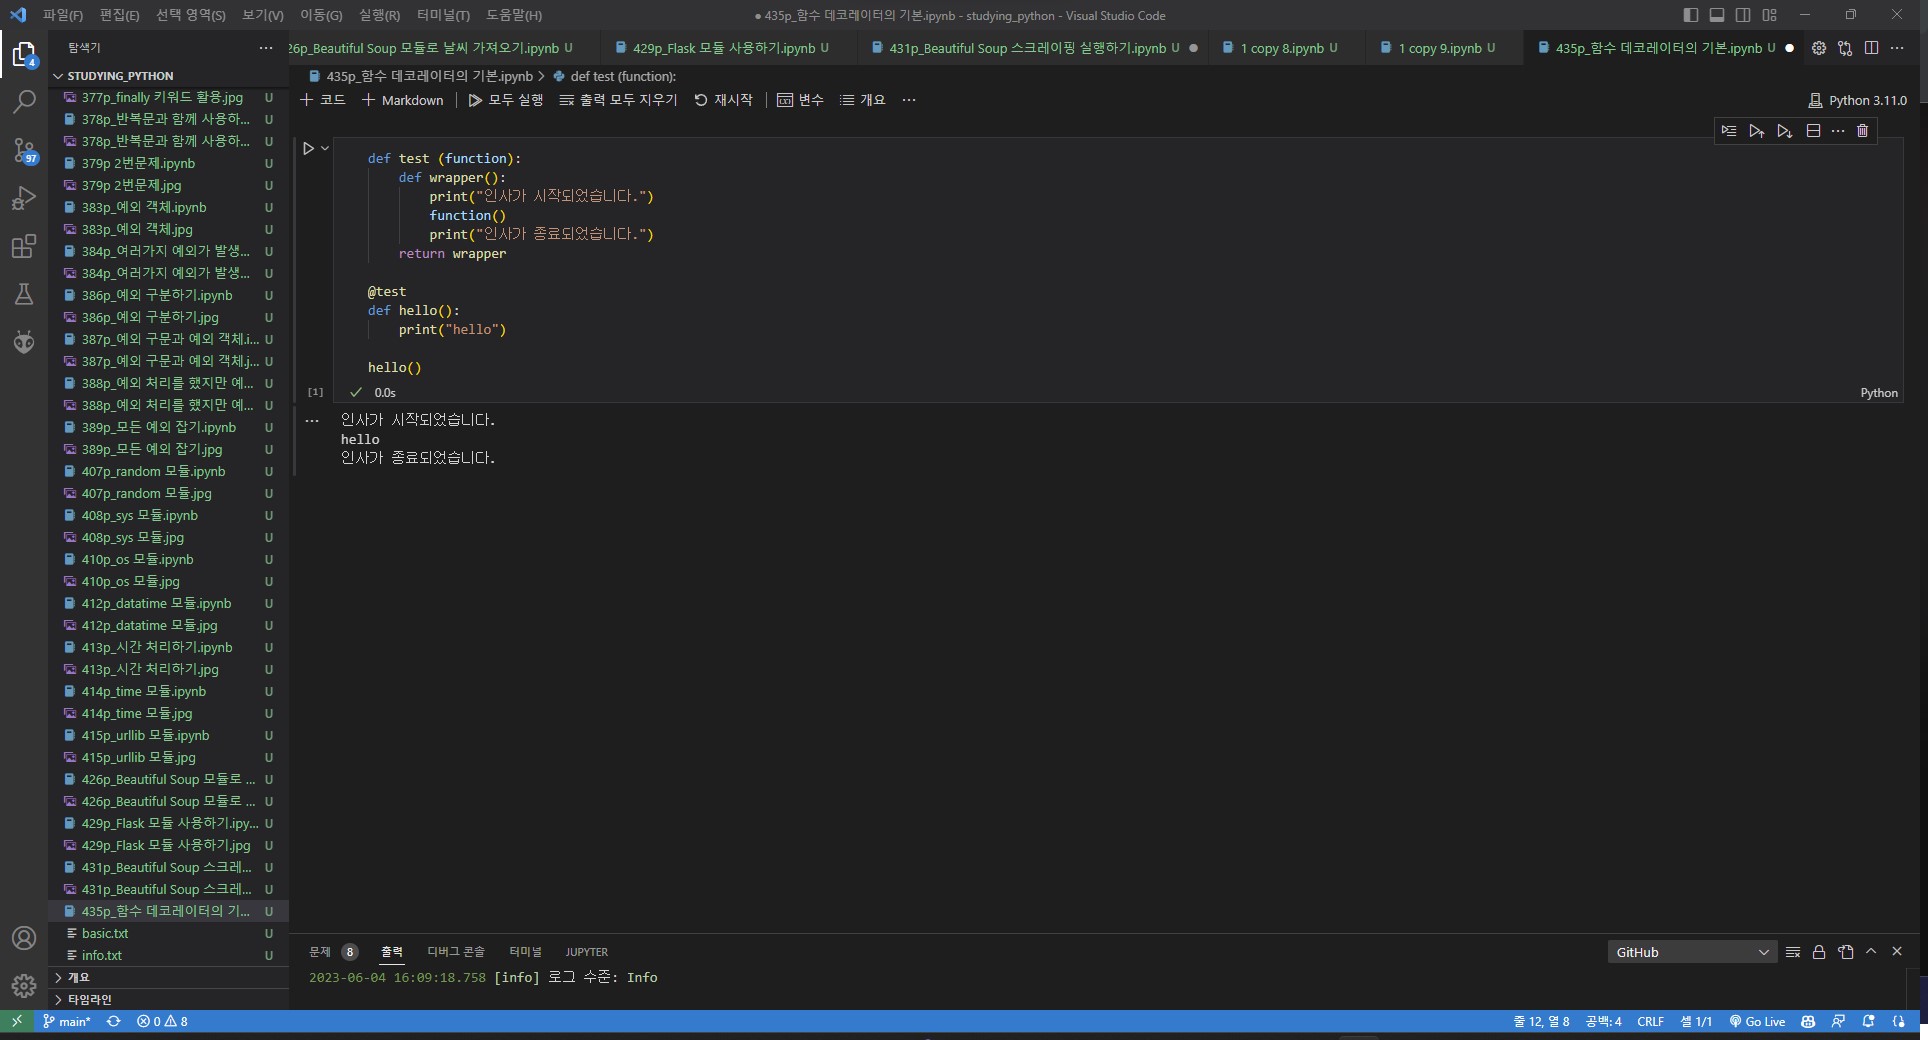 파일(F) 편집(E) 선택 영역(S) 보기(V) 이동(G) 실행(R) 터미널(T) 도움말(H)
● 435p_함수 데코레이터의 기본.ipynb - studying_python - Visual Studio Code
탐색기
26p_Beautiful Soup 모듈로 날씨 가져오기.ipynb U
429p_Flask 모듈 사용하기.ipynb U
431p_Beautiful Soup 스크레이핑 실행하기.ipynb U
1 copy 8.ipynb U
1 copy 9.ipynb U
435p_함수 데코레이터의 기본.ipynb U
4
97
STUDYING_PYTHON
377p_finally 키워드 활용.jpg U
378p_반복문과 함께 사용하... U
378p_반복문과 함께 사용하... U
379p 2번문제.ipynb U
379p 2번문제.jpg U
383p_예외 객체.ipynb U
383p_예외 객체.jpg U
384p_여러가지 예외가 발생... U
384p_여러가지 예외가 발생... U
386p_예외 구분하기.ipynb U
386p_예외 구분하기.jpg U
387p_예외 구문과 예외 객체.i... U
387p_예외 구문과 예외 객체.j... U
388p_예외 처리를 했지만 예... U
388p_예외 처리를 했지만 예... U
389p_모든 예외 잡기.ipynb U
389p_모든 예외 잡기.jpg U
407p_random 모듈.ipynb U
407p_random 모듈.jpg U
408p_sys 모듈.ipynb U
408p_sys 모듈.jpg U
410p_os 모듈.ipynb U
410p_os 모듈.jpg U
412p_datatime 모듈.ipynb U
412p_datatime 모듈.jpg U
413p_시간 처리하기.ipynb U
413p_시간 처리하기.jpg U
414p_time 모듈.ipynb U
414p_time 모듈.jpg U
415p_urllib 모듈.ipynb U
415p_urllib 모듈.jpg U
426p_Beautiful Soup 모듈로 ... U
426p_Beautiful Soup 모듈로 ... U
429p_Flask 모듈 사용하기.ipy... U
429p_Flask 모듈 사용하기.jpg U
431p_Beautiful Soup 스크레... U
431p_Beautiful Soup 스크레... U
435p_함수 데코레이터의 기... U
basic.txt U
info.txt U
개요
타임라인
435p_함수 데코레이터의 기본.ipynb > def test (function):
코드 Markdown 모두 실행 출력 모두 지우기 재시작 변수 개요 ...
Python 3.11.0
def test (function):
def wrapper():
print("인사가 시작되었습니다.")
function()
print("인사가 종료되었습니다.")
return wrapper
@test
def hello():
print("hello")
hello()
[1] 0.0s
Python
인사가 시작되었습니다.
hello
인사가 종료되었습니다.
문제 8 출력 디버그 콘솔 터미널 JUPYTER
GitHub
2023-06-04 16:09:18.758 [info] 로그 수준: Info
main* 0 8
줄 12, 열 8 공백: 4 CRLF 셀 1/1 Go Live